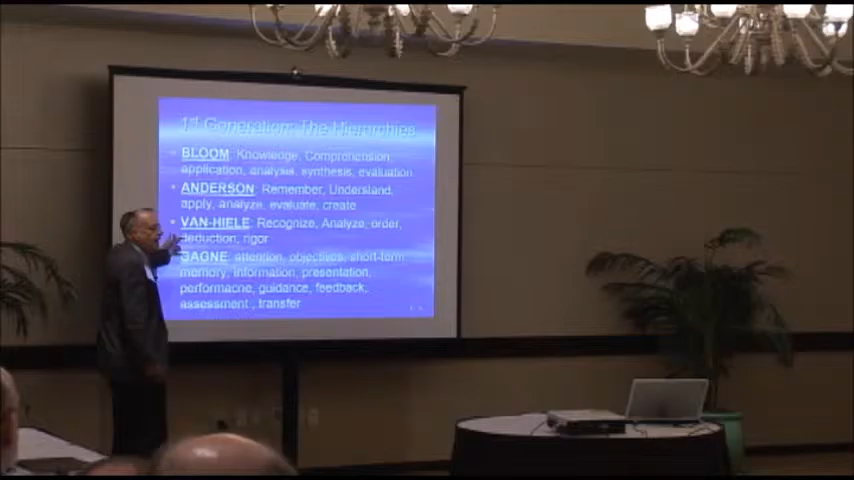 1st Generation: The Hierarchies
BLOOM: Knowledge, Comprehension,
application, analysis, synthesis, evaluation
ANDERSON: Remember, Understand,
apply, analyze, evaluate, create
VAN-HIELE: Recognize, Analyze, order,
deduction, rigor
GAGNE: attention, objectives, short-term
memory, information, presentation,
performacne, guidance, feedback,
assessment , transfer